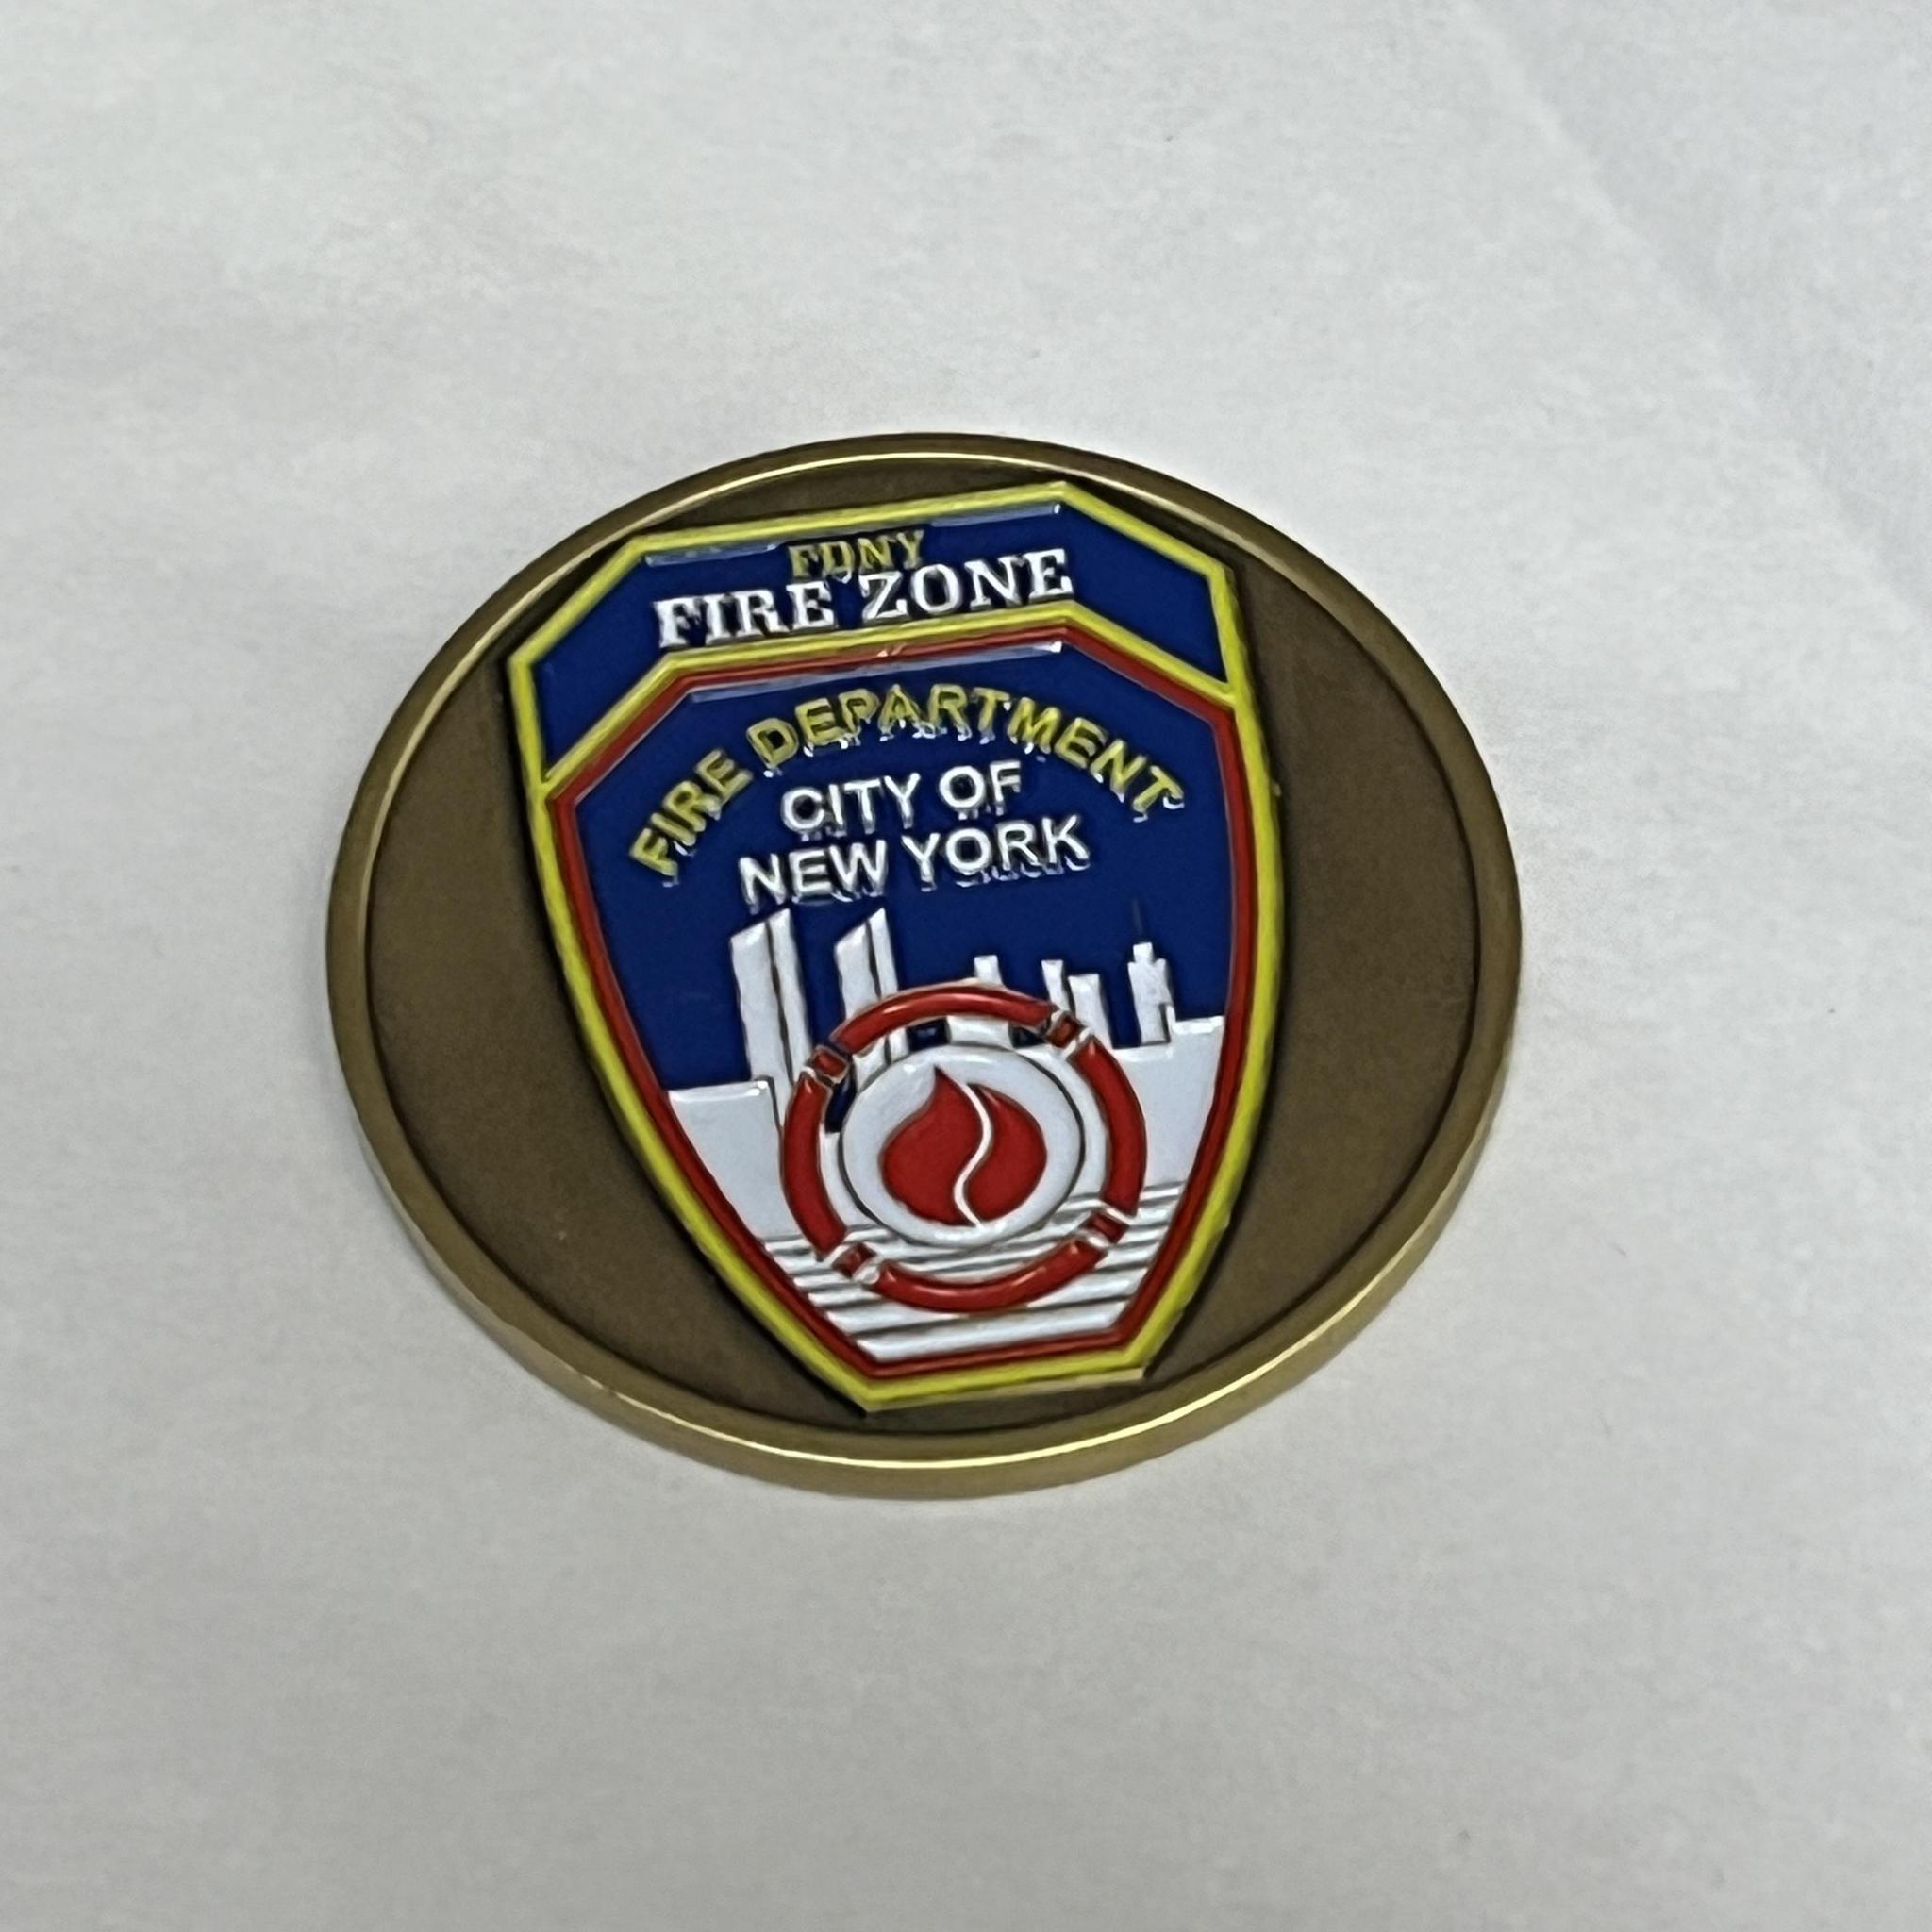 FDNY
FIRE ZONE
FIRE DEPARTMENT
CITY OF
NEW YORK